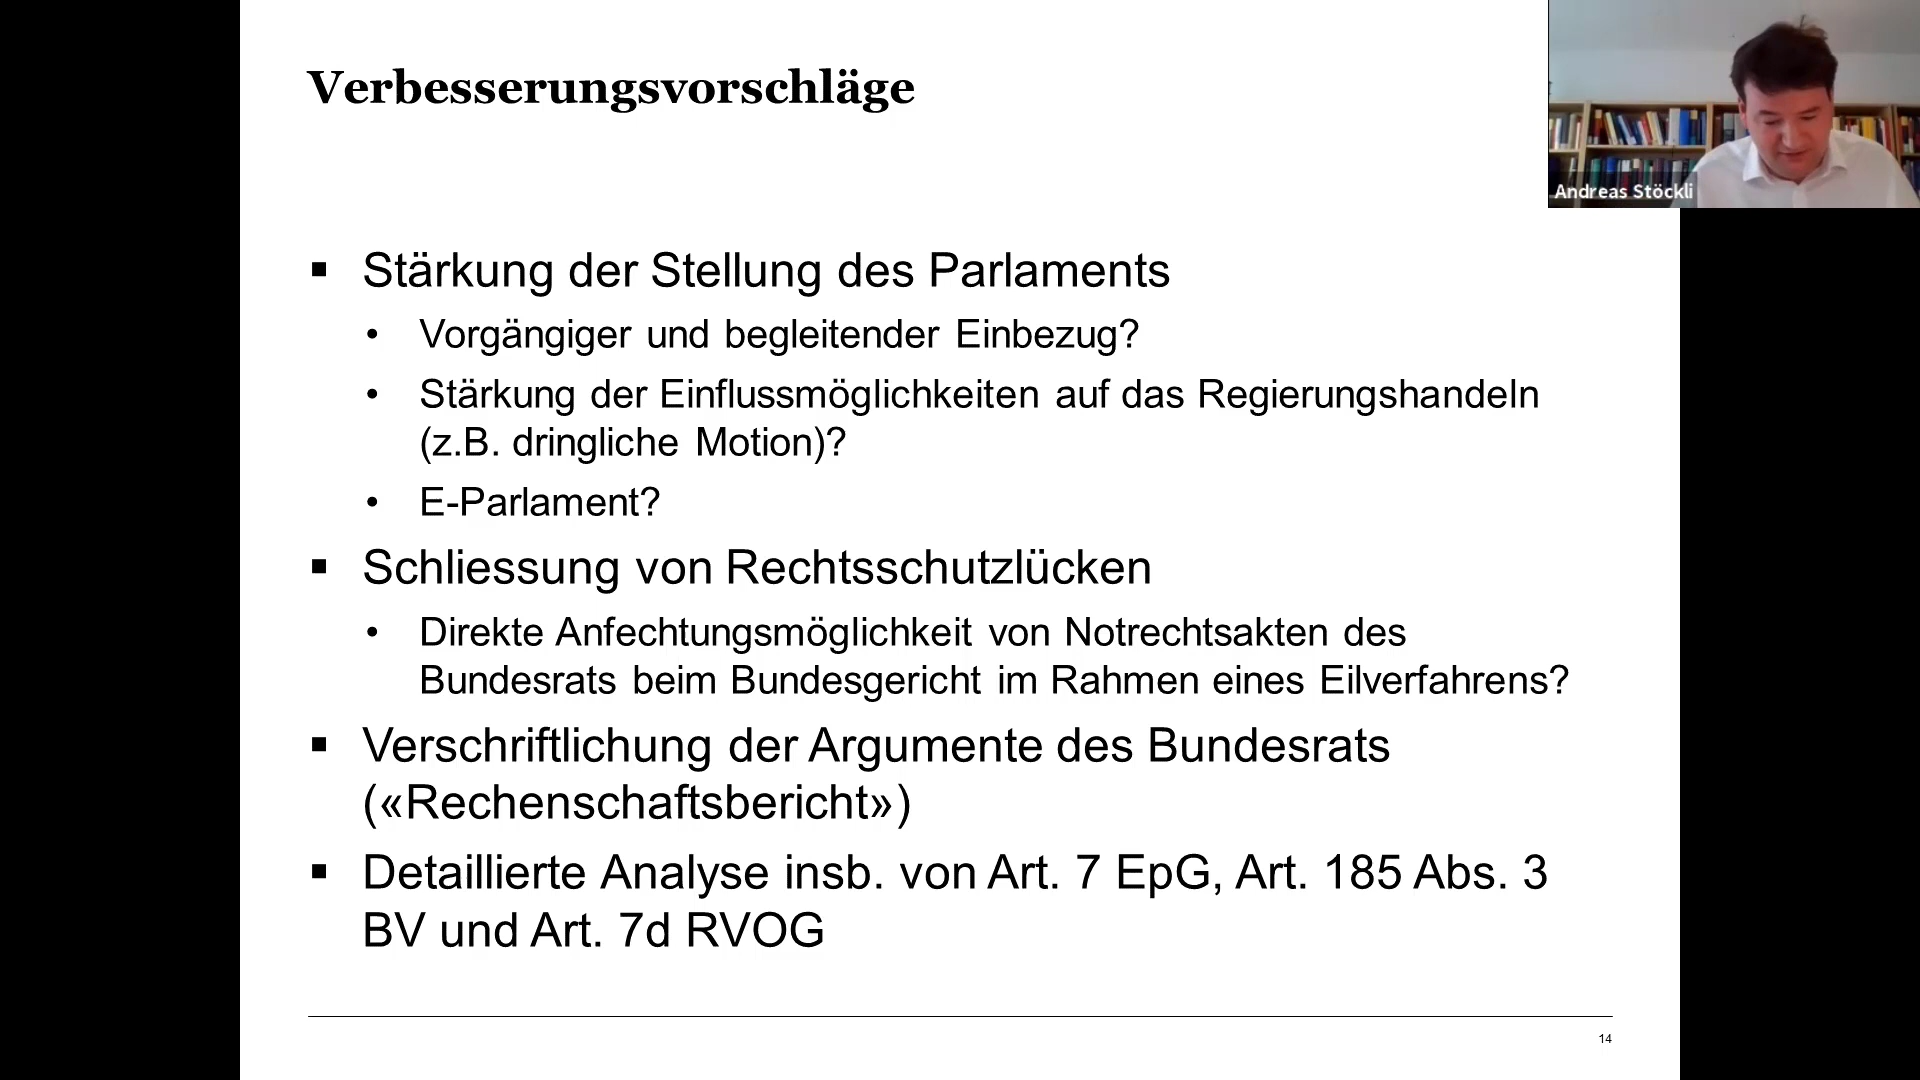 Verbesserungsvorschläge
Andreas Stöckli
▪ Stärkung der Stellung des Parlaments
• Vorgängiger und begleitender Einbezug?
• Stärkung der Einflussmöglichkeiten auf das Regierungshandeln
(z.B. dringliche Motion)?
• E-Parlament?
▪ Schliessung von Rechtsschutzlücken
• Direkte Anfechtungsmöglichkeit von Notrechtsakten des
Bundesrats beim Bundesgericht im Rahmen eines Eilverfahrens?
▪ Verschriftlichung der Argumente des Bundesrats
(«Rechenschaftsbericht»)
▪ Detaillierte Analyse insb. von Art. 7 EpG, Art. 185 Abs. 3
BV und Art. 7d RVOG
14